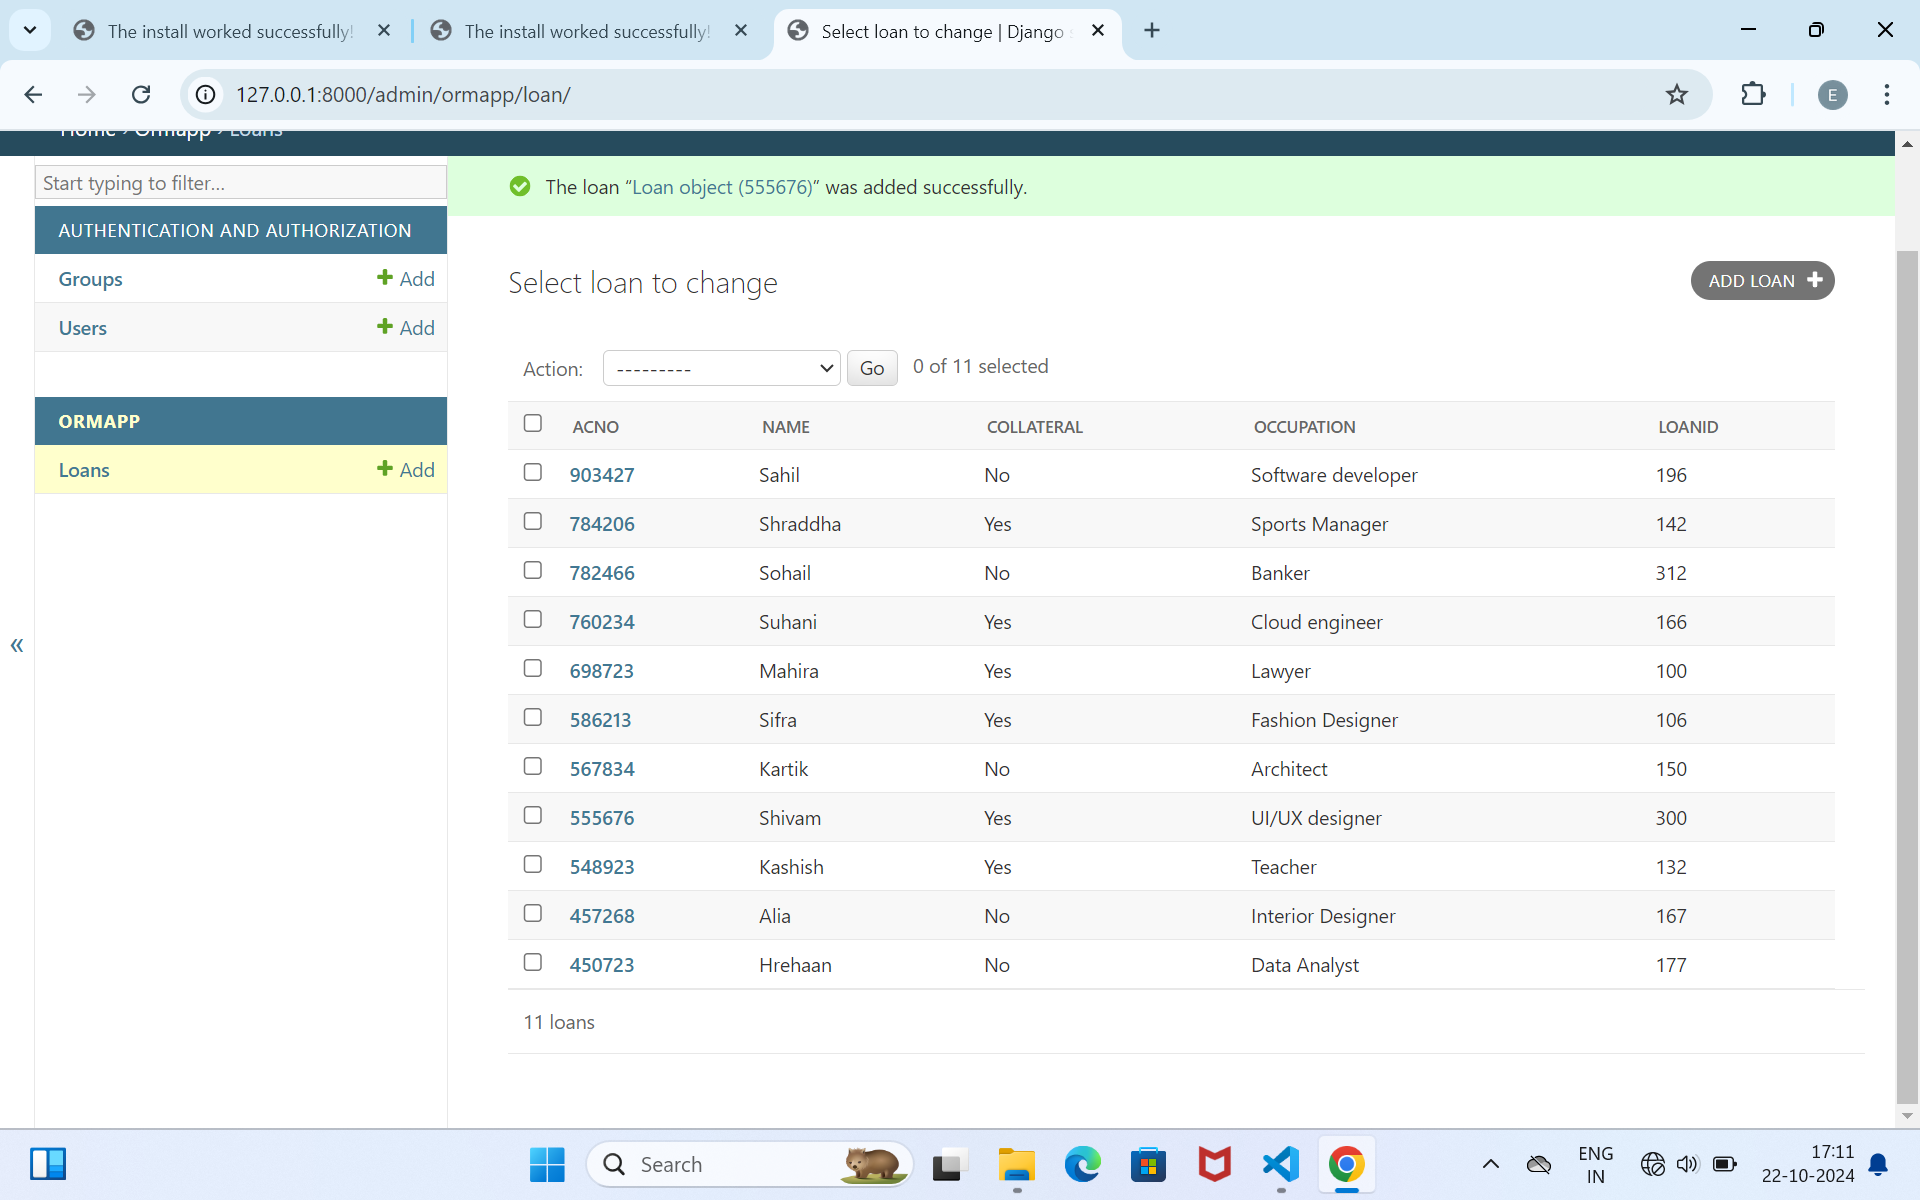 The install worked successfully!
The install worked successfully!
Select loan to change | Django
127.0.0.1:8000/admin/ormapp/loan/
E
Home › Ormapp › Loans
Start typing to filter...
The loan “Loan object (555676)” was added successfully.
AUTHENTICATION AND AUTHORIZATION
Groups Add
Users Add
ORMAPP
Loans Add
Select loan to change
ADD LOAN
Action: --------- Go 0 of 11 selected
ACNO NAME COLLATERAL OCCUPATION LOANID
903427 Sahil No Software developer 196
784206 Shraddha Yes Sports Manager 142
782466 Sohail No Banker 312
760234 Suhani Yes Cloud engineer 166
698723 Mahira Yes Lawyer 100
586213 Sifra Yes Fashion Designer 106
567834 Kartik No Architect 150
555676 Shivam Yes UI/UX designer 300
548923 Kashish Yes Teacher 132
457268 Alia No Interior Designer 167
450723 Hrehaan No Data Analyst 177
11 loans
Search
ENG
IN
17:11
22-10-2024